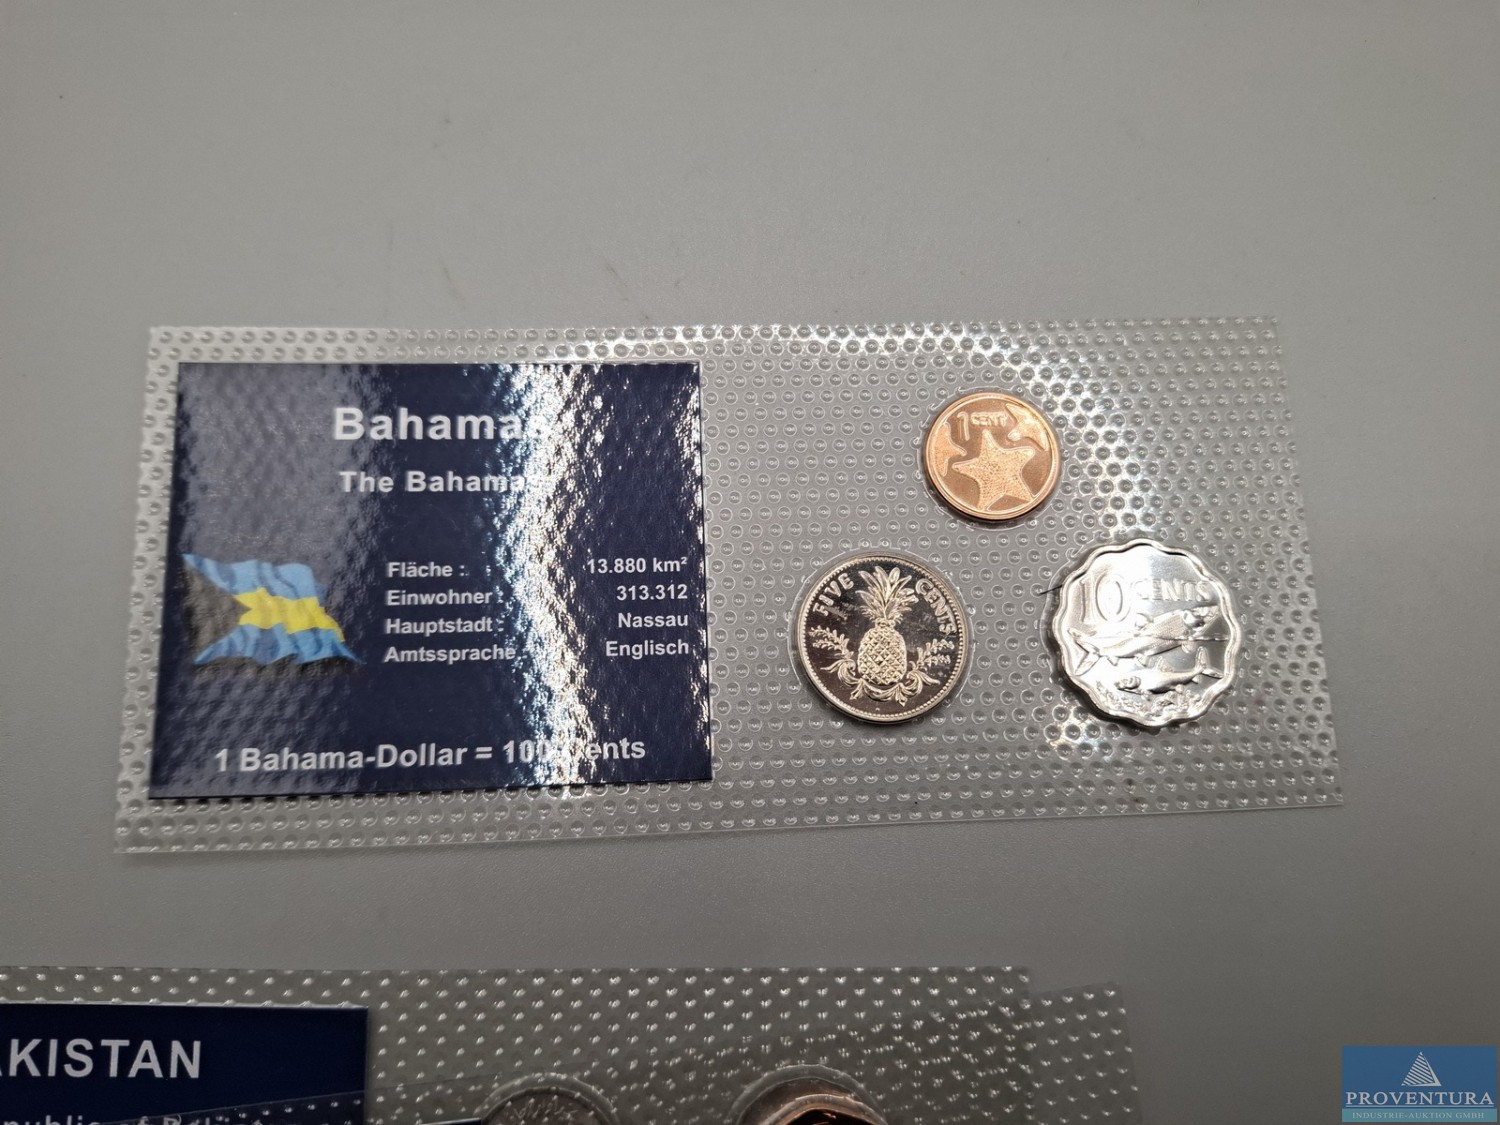 Bahamas
The Bahamas
Fläche : 13.880 km²
Einwohner : 313.312
Hauptstadt : Nassau
Amtssprache : Englisch
1 Bahama-Dollar = 100 Cents
1 CENT
FIVE CENTS
10 CENTS
AKISTAN
PROVENTURA
INDUSTRIE-AUKTION GMBH